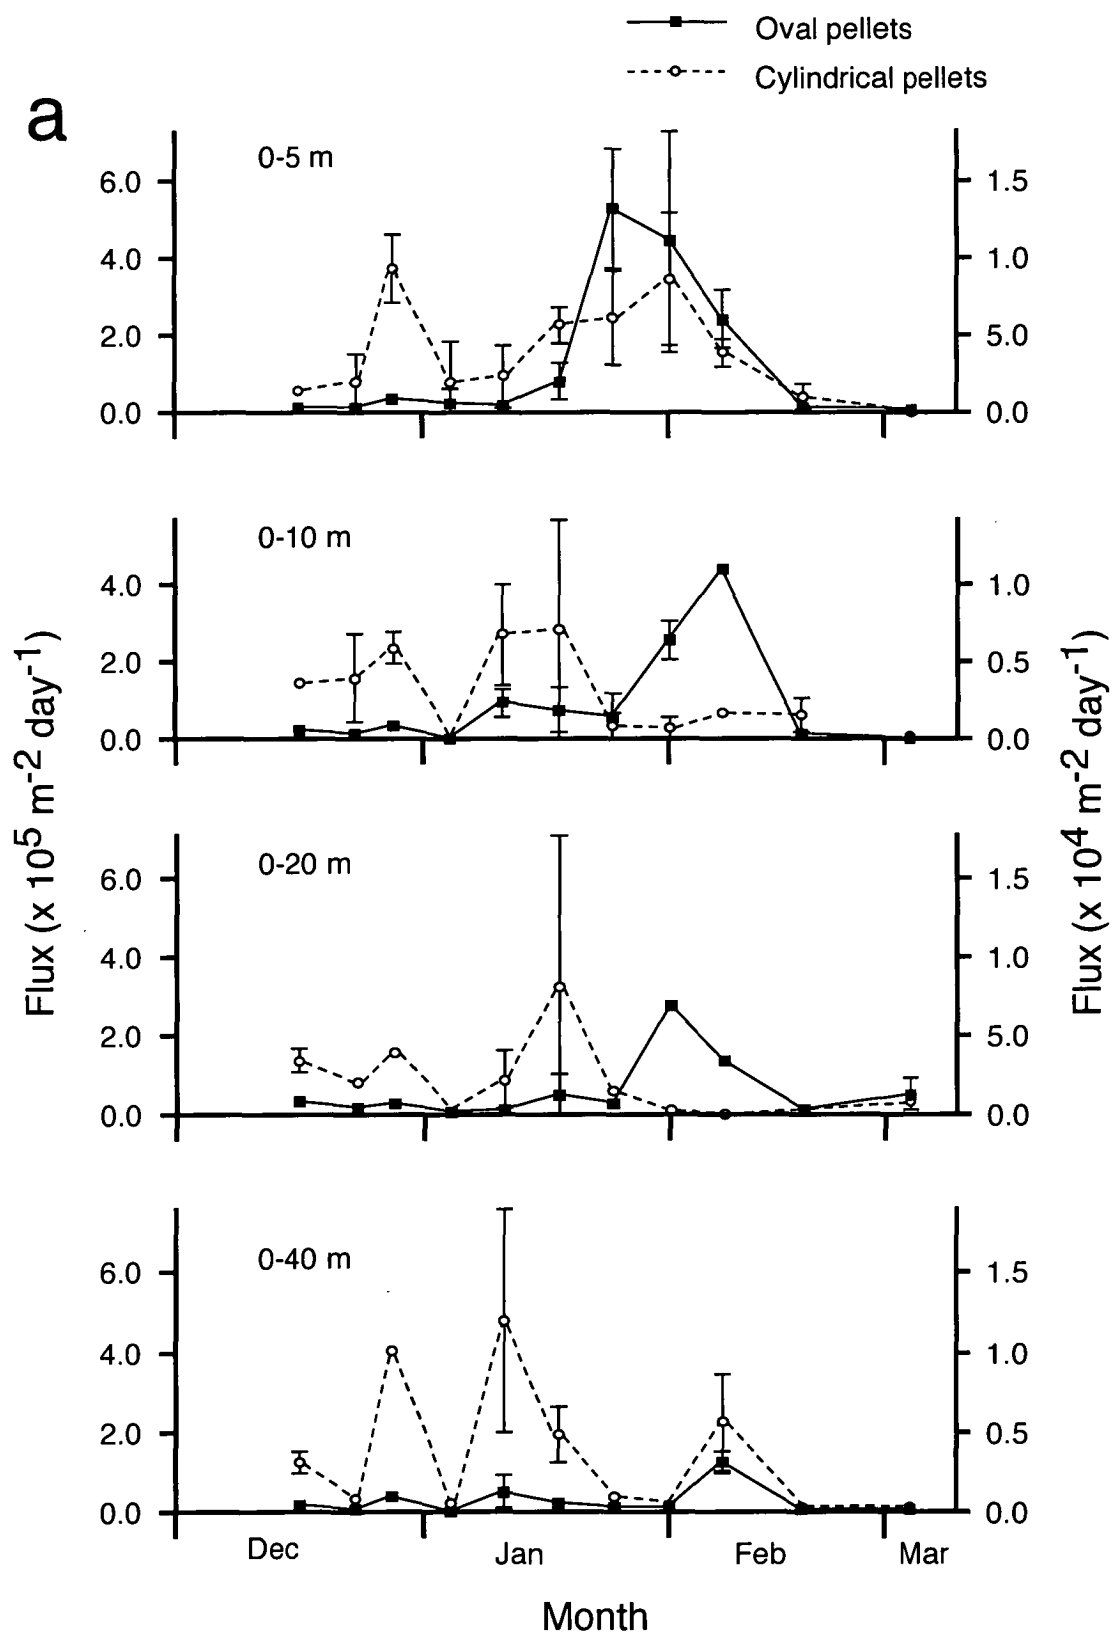 Oval pellets
Cylindrical pellets
a
0-5 m
6.0
4.0
2.0
0.0
1.5
1.0
5.0
0.0
0-10 m
4.0
2.0
0.0
1.0
0.5
0.0
Flux (x 10⁵ m⁻² day⁻¹)
Flux (x 10⁴ m⁻² day⁻¹)
0-20 m
6.0
4.0
2.0
0.0
1.5
1.0
5.0
0.0
0-40 m
6.0
4.0
2.0
0.0
1.5
1.0
0.5
0.0
Dec Jan Feb Mar
Month